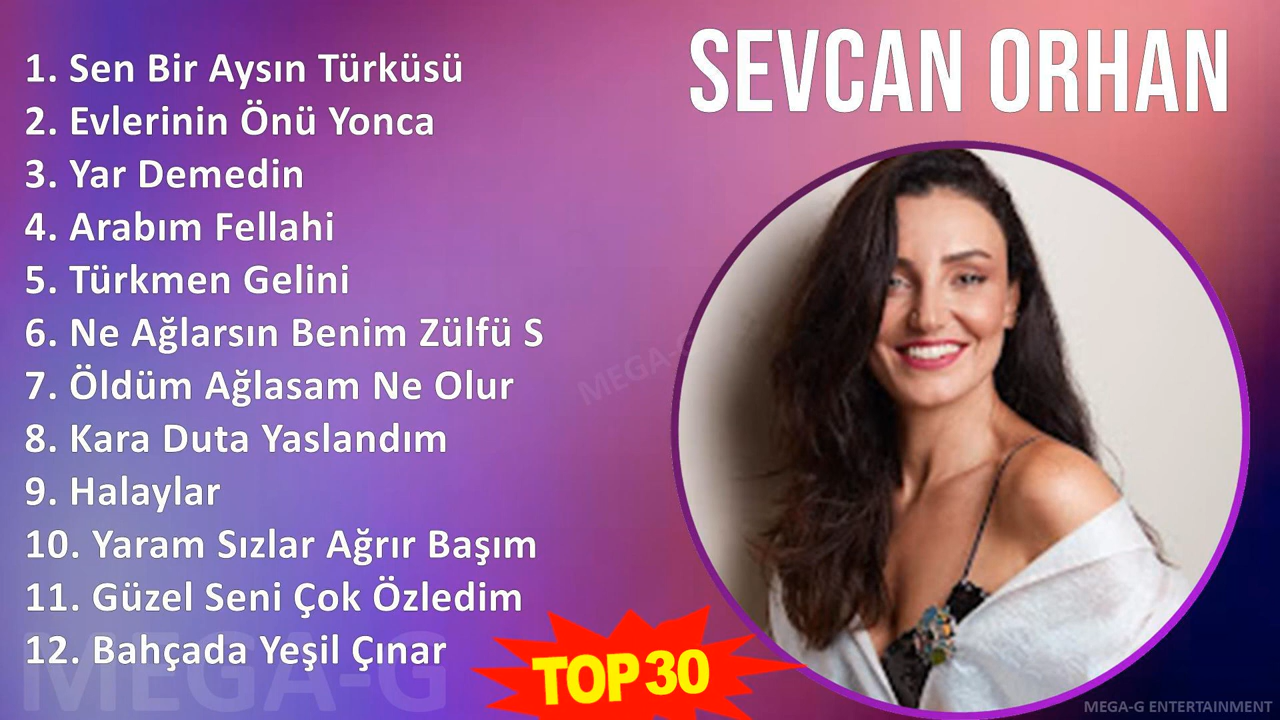 SEVCAN ORHAN
1. Sen Bir Aysın Türküsü
2. Evlerinin Önü Yonca
3. Yar Demedin
4. Arabım Fellahi
5. Türkmen Gelini
6. Ne Ağlarsın Benim Zülfü S
7. Öldüm Ağlasam Ne Olur
8. Kara Duta Yaslandım
9. Halaylar
10. Yaram Sızlar Ağrır Başım
11. Güzel Seni Çok Özledim
12. Bahçada Yeşil Çınar
TOP 30
MEGA-G
MEGA-G
MEGA-G ENTERTAINMENT